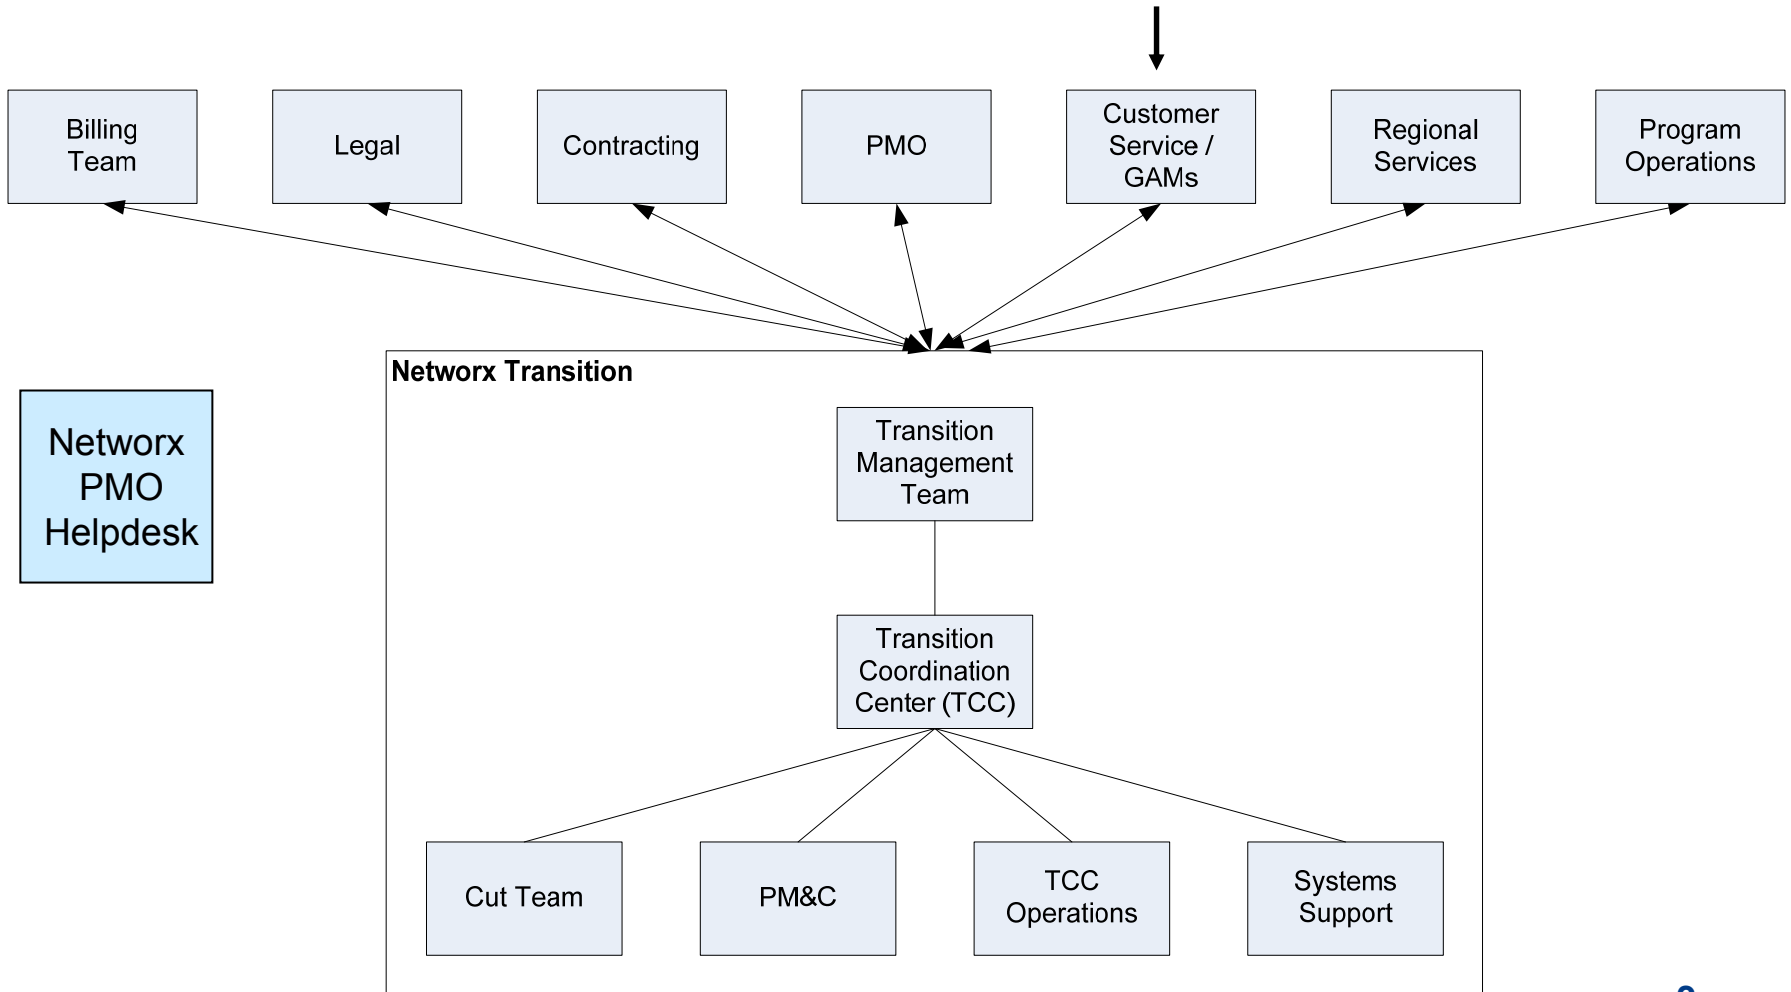 Billing
Team
Legal
Contracting
PMO
Customer
Service /
GAMs
Regional
Services
Program
Operations
Networx Transition
Networx
PMO
Helpdesk
Transition
Management
Team
Transition
Coordination
Center (TCC)
Cut Team
PM&C
TCC
Operations
Systems
Support